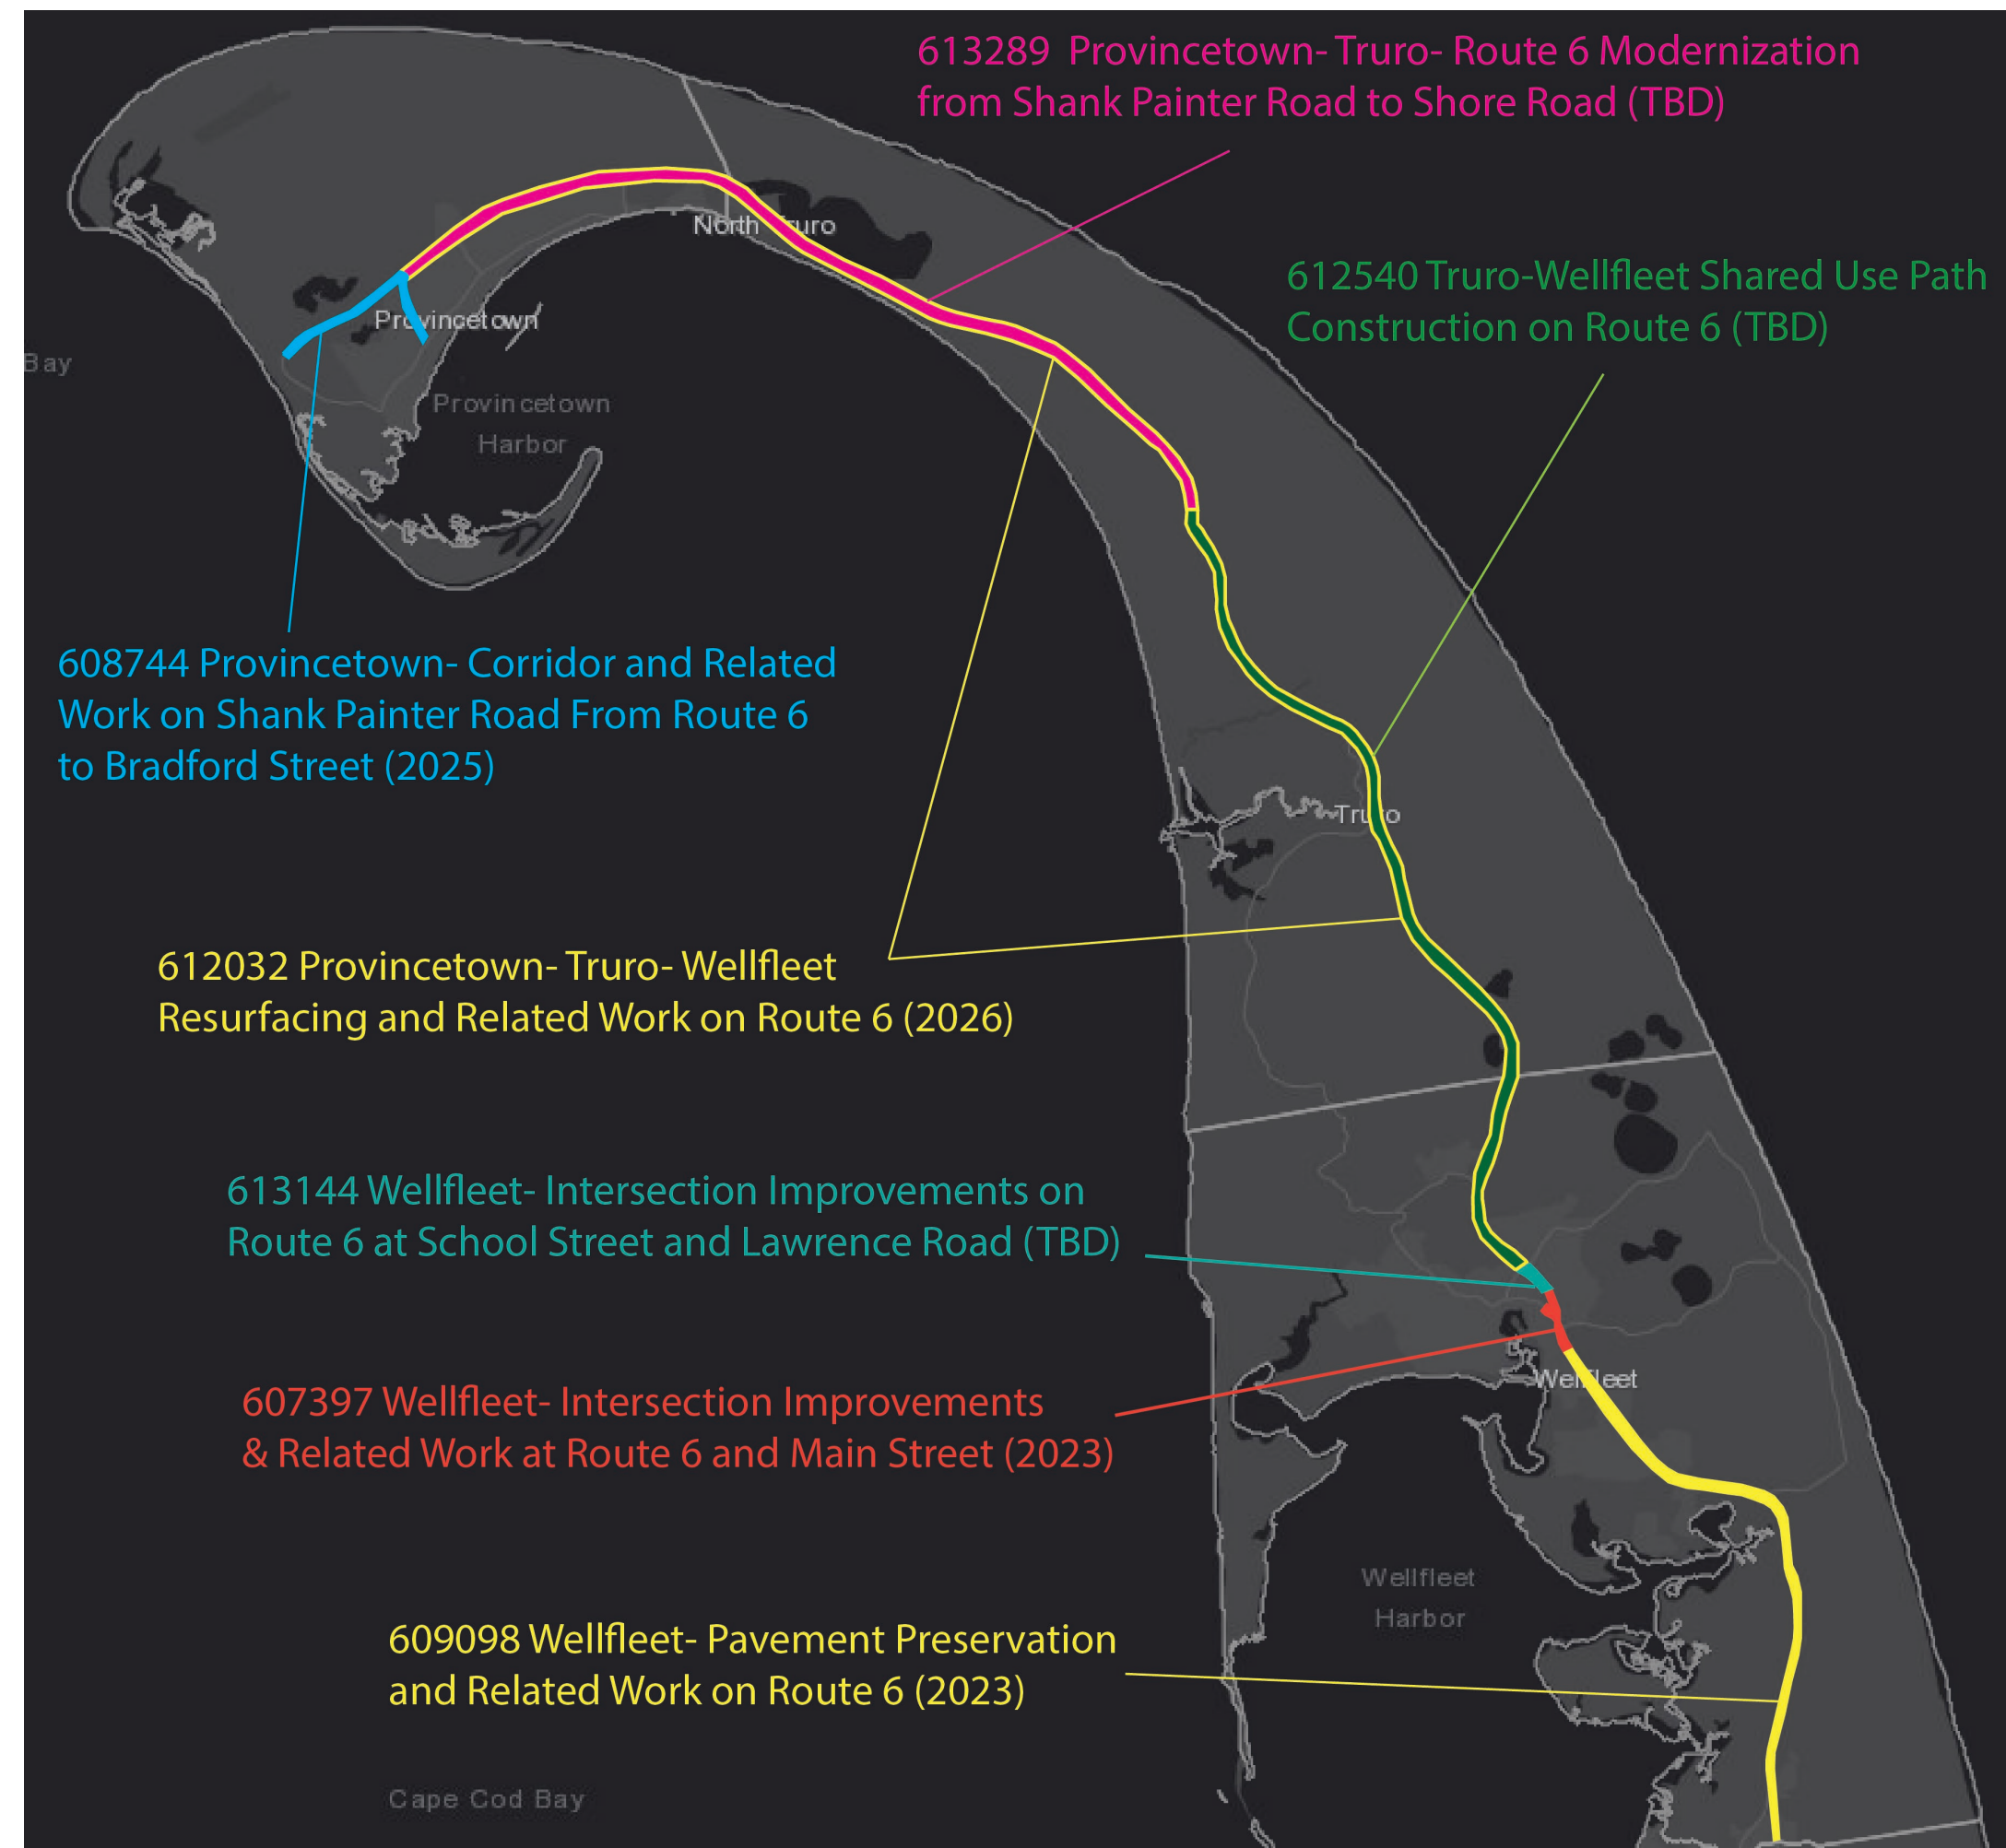 613289 Provincetown- Truro- Route 6 Modernization
from Shank Painter Road to Shore Road (TBD)
North Truro
612540 Truro-Wellfleet Shared Use Path
Construction on Route 6 (TBD)
Provincetown
Bay
Provincetown
Harbor
608744 Provincetown- Corridor and Related
Work on Shank Painter Road From Route 6
to Bradford Street (2025)
Truro
612032 Provincetown- Truro- Wellfleet
Resurfacing and Related Work on Route 6 (2026)
613144 Wellfleet- Intersection Improvements on
Route 6 at School Street and Lawrence Road (TBD)
Wellfleet
607397 Wellfleet- Intersection Improvements
& Related Work at Route 6 and Main Street (2023)
Wellfleet
Harbor
609098 Wellfleet- Pavement Preservation
and Related Work on Route 6 (2023)
Cape Cod Bay